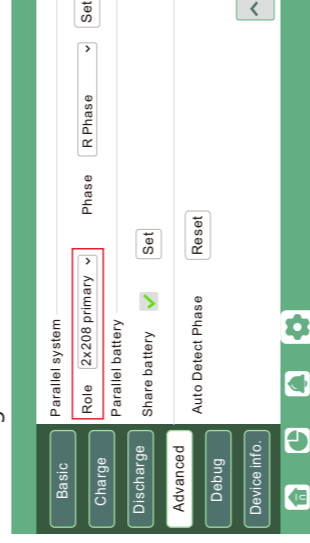 Basic
Charge
Discharge
Advanced
Debug
Device info.
Parallel system
Role 2x208 primary Phase R Phase Set
Parallel battery
Share battery Set
Auto Detect Phase Reset